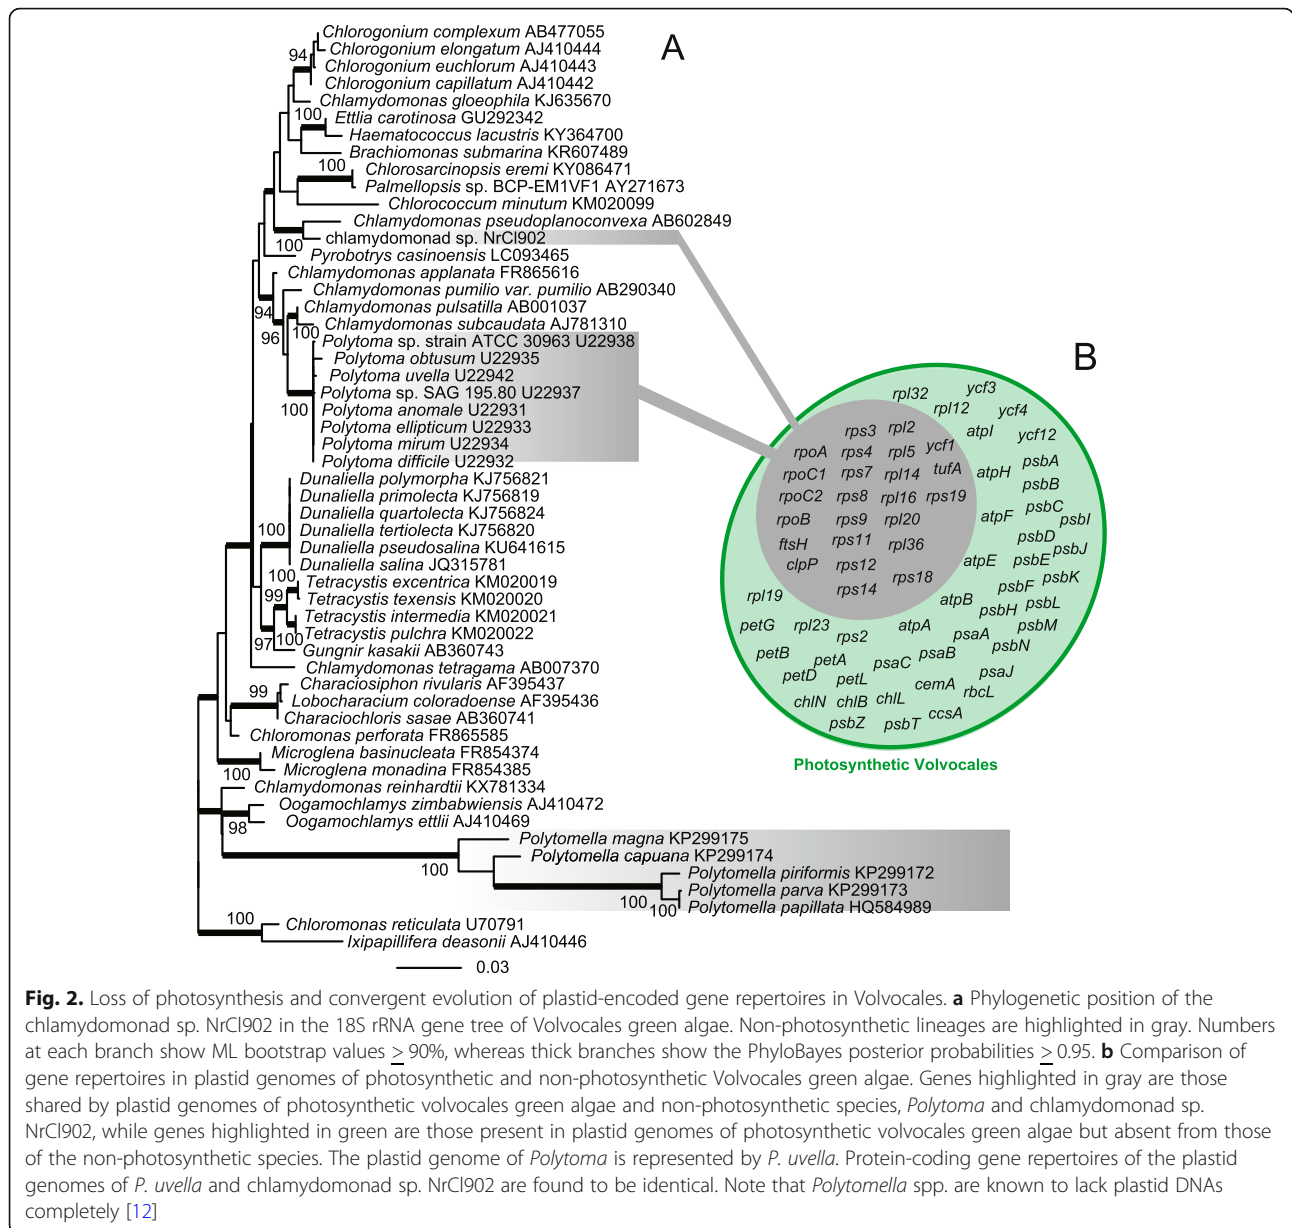 A
Chlorogonium complexum AB477055
94
Chlorogonium elongatum AJ410444
Chlorogonium euchlorum AJ410443
Chlorogonium capillatum AJ410442
Chlamydomonas gloeophila KJ635670
100
Ettlia carotinosa GU292342
Haematococcus lacustris KY364700
Brachiomonas submarina KR607489
100
Chlorosarcinopsis eremi KY086471
Palmellopsis sp. BCP-EM1VF1 AY271673
Chlorococcum minutum KM020099
Chlamydomonas pseudoplanoconvexa AB602849
100
chlamydomonad sp. NrCl902
Pyrobotrys casinoensis LC093465
Chlamydomonas applanata FR865616
Chlamydomonas pumilio var. pumilio AB290340
94
Chlamydomonas pulsatilla AB001037
96
100
Chlamydomonas subcaudata AJ781310
Polytoma sp. strain ATCC 30963 U22938
Polytoma obtusum U22935
Polytoma uvella U22942
Polytoma sp. SAG 195.80 U22937
100
Polytoma anomale U22931
Polytoma ellipticum U22933
Polytoma mirum U22934
Polytoma difficile U22932
Dunaliella polymorpha KJ756821
Dunaliella primolecta KJ756819
Dunaliella quartolecta KJ756824
100
Dunaliella tertiolecta KJ756820
Dunaliella pseudosalina KU641615
Dunaliella salina JQ315781
100
Tetracystis excentrica KM020019
99
Tetracystis texensis KM020020
Tetracystis intermedia KM020021
100
Tetracystis pulchra KM020022
97
Gungnir kasakii AB360743
Chlamydomonas tetragama AB007370
99
Characiosiphon rivularis AF395437
Lobocharacium coloradoense AF395436
Characiochloris sasae AB360741
Chloromonas perforata FR865585
Microglena basinucleata FR854374
100
Microglena monadina FR854385
Chlamydomonas reinhardtii KX781334
Oogamochlamys zimbabwiensis AJ410472
98
Oogamochlamys ettlii AJ410469
Polytomella magna KP299175
100
Polytomella capuana KP299174
Polytomella piriformis KP299172
Polytomella parva KP299173
100
100
Polytomella papillata HQ584989
100
Chloromonas reticulata U70791
Ixipapillifera deasonii AJ410446
0.03
B
rpl32 ycf3
rpl12 ycf4
rps3 rpl2 atpI ycf12
rpoA rps4 rpl5 ycf1
rpoC1 rps7 rpl14 tufA atpH psbA
rpoC2 rps8 rpl16 rps19 psbB
rpoB rps9 rpl20 atpF psbC psbI
ftsH rps11 rpl36 psbD psbJ
clpP rps12 atpE psbE
rps14 rps18 psbF psbK
rpl19 atpB psbH psbL
petG rpl23 rps2 atpA psaA psbM
petB petA psaC psaB psbN
petD petL cemA psaJ
chlN chlB chlL rbcL
psbZ psbT ccsA
Photosynthetic Volvocales
Fig. 2. Loss of photosynthesis and convergent evolution of plastid-encoded gene repertoires in Volvocales. a Phylogenetic position of the
chlamydomonad sp. NrCl902 in the 18S rRNA gene tree of Volvocales green algae. Non-photosynthetic lineages are highlighted in gray. Numbers
at each branch show ML bootstrap values ≥ 90%, whereas thick branches show the PhyloBayes posterior probabilities ≥ 0.95. b Comparison of
gene repertoires in plastid genomes of photosynthetic and non-photosynthetic Volvocales green algae. Genes highlighted in gray are those
shared by plastid genomes of photosynthetic volvocales green algae and non-photosynthetic species, Polytoma and chlamydomonad sp.
NrCl902, while genes highlighted in green are those present in plastid genomes of photosynthetic volvocales green algae but absent from those
of the non-photosynthetic species. The plastid genome of Polytoma is represented by P. uvella. Protein-coding gene repertoires of the plastid
genomes of P. uvella and chlamydomonad sp. NrCl902 are found to be identical. Note that Polytomella spp. are known to lack plastid DNAs
completely [12]